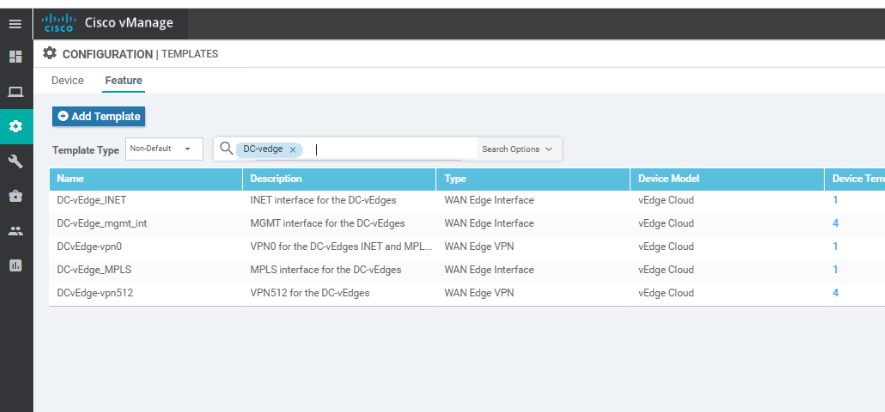 CISCO Cisco vManage
CONFIGURATION | TEMPLATES
Device Feature
Add Template
Template Type Non-Default DC-vedge × Search Options
Name Description Type Device Model Device Tem
DC-vEdge_INET INET interface for the DC-vEdges WAN Edge Interface vEdge Cloud 1
DC-vEdge_mgmt_int MGMT interface for the DC-vEdges WAN Edge Interface vEdge Cloud 4
DCvEdge-vpn0 VPN0 for the DC-vEdges INET and MPL... WAN Edge VPN vEdge Cloud 1
DC-vEdge_MPLS MPLS interface for the DC-vEdges WAN Edge Interface vEdge Cloud 1
DCvEdge-vpn512 VPN512 for the DC-vEdges WAN Edge VPN vEdge Cloud 4